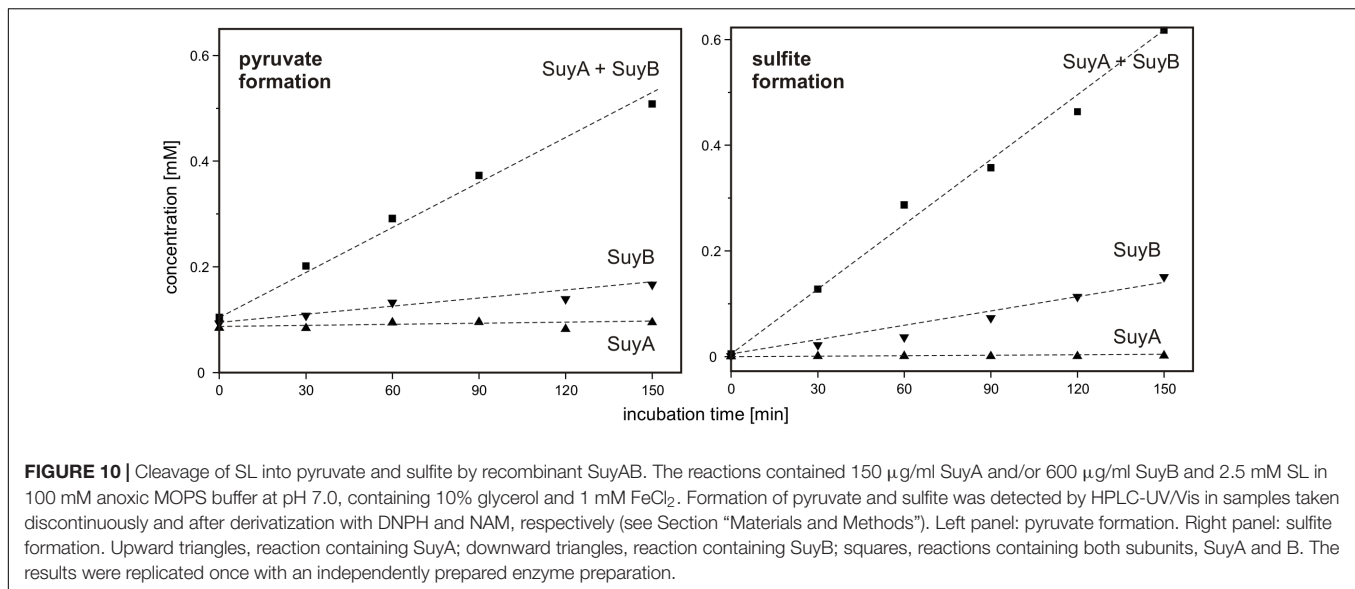 pyruvate
formation
SuyA + SuyB
SuyB
SuyA
0.6
0.4
0.2
0
0 30 60 90 120 150
concentration [mM]
sulfite
formation
SuyA + SuyB
SuyB
SuyA
0.6
0.4
0.2
0
0 30 60 90 120 150
incubation time [min]
FIGURE 10 | Cleavage of SL into pyruvate and sulfite by recombinant SuyAB. The reactions contained 150 μg/ml SuyA and/or 600 μg/ml SuyB and 2.5 mM SL in
100 mM anoxic MOPS buffer at pH 7.0, containing 10% glycerol and 1 mM FeCl₂. Formation of pyruvate and sulfite was detected by HPLC-UV/Vis in samples taken
discontinuously and after derivatization with DNPH and NAM, respectively (see Section “Materials and Methods”). Left panel: pyruvate formation. Right panel: sulfite
formation. Upward triangles, reaction containing SuyA; downward triangles, reaction containing SuyB; squares, reactions containing both subunits, SuyA and B. The
results were replicated once with an independently prepared enzyme preparation.